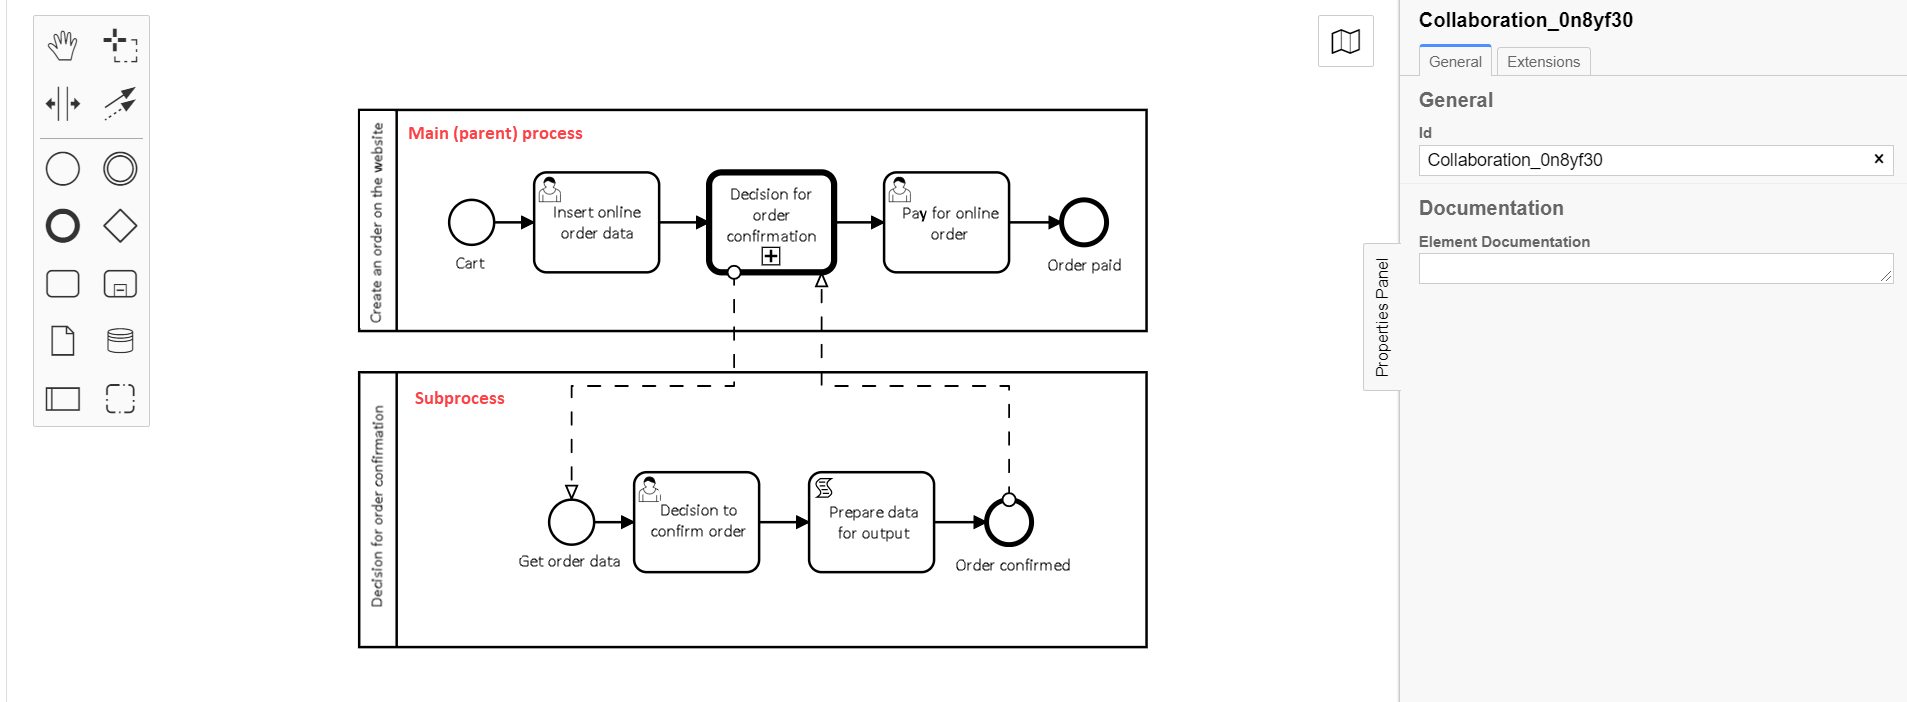 Collaboration_0n8yf30
General
Extensions
General
Id
Collaboration_0n8yf30
×
Documentation
Element Documentation
Properties Panel
Create an order on the website
Main (parent) process
Cart
Insert online
order data
Decision for
order
confirmation
Pay for online
order
Order paid
Decision for order confirmation
Subprocess
Get order data
Decision to
confirm order
Prepare data
for output
Order confirmed